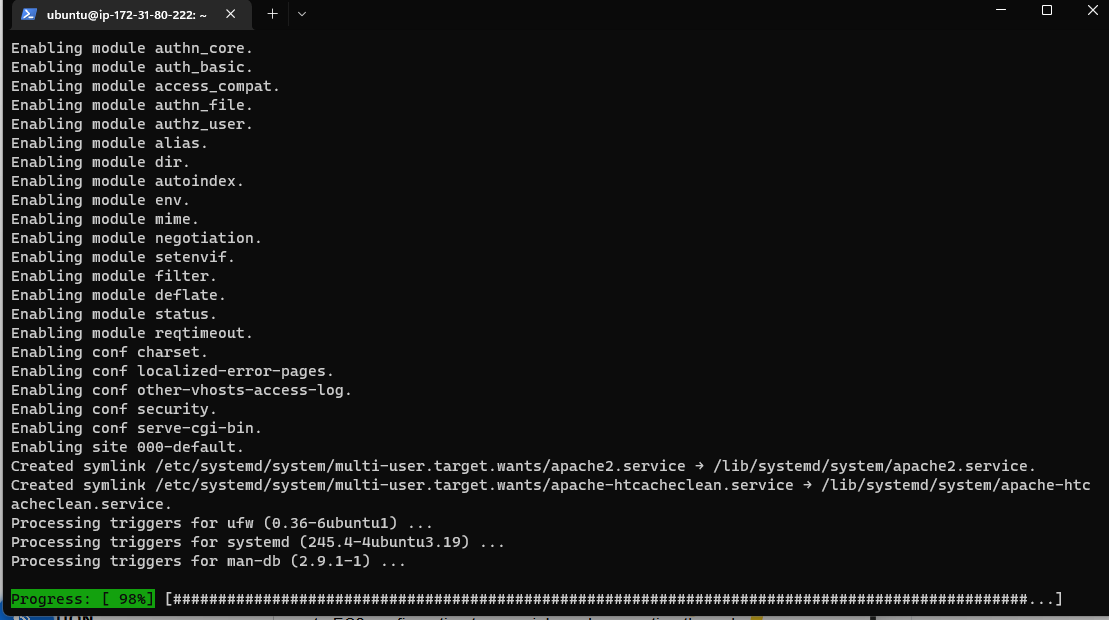 ubuntu@ip-172-31-80-222: ~
Enabling module authn_core.
Enabling module auth_basic.
Enabling module access_compat.
Enabling module authn_file.
Enabling module authz_user.
Enabling module alias.
Enabling module dir.
Enabling module autoindex.
Enabling module env.
Enabling module mime.
Enabling module negotiation.
Enabling module setenvif.
Enabling module filter.
Enabling module deflate.
Enabling module status.
Enabling module reqtimeout.
Enabling conf charset.
Enabling conf localized-error-pages.
Enabling conf other-vhosts-access-log.
Enabling conf security.
Enabling conf serve-cgi-bin.
Enabling site 000-default.
Created symlink /etc/systemd/system/multi-user.target.wants/apache2.service → /lib/systemd/system/apache2.service.
Created symlink /etc/systemd/system/multi-user.target.wants/apache-htcacheclean.service → /lib/systemd/system/apache-htc
acheclean.service.
Processing triggers for ufw (0.36-6ubuntu1) ...
Processing triggers for systemd (245.4-4ubuntu3.19) ...
Processing triggers for man-db (2.9.1-1) ...
Progress: [ 98%] [###############################################################################################...]